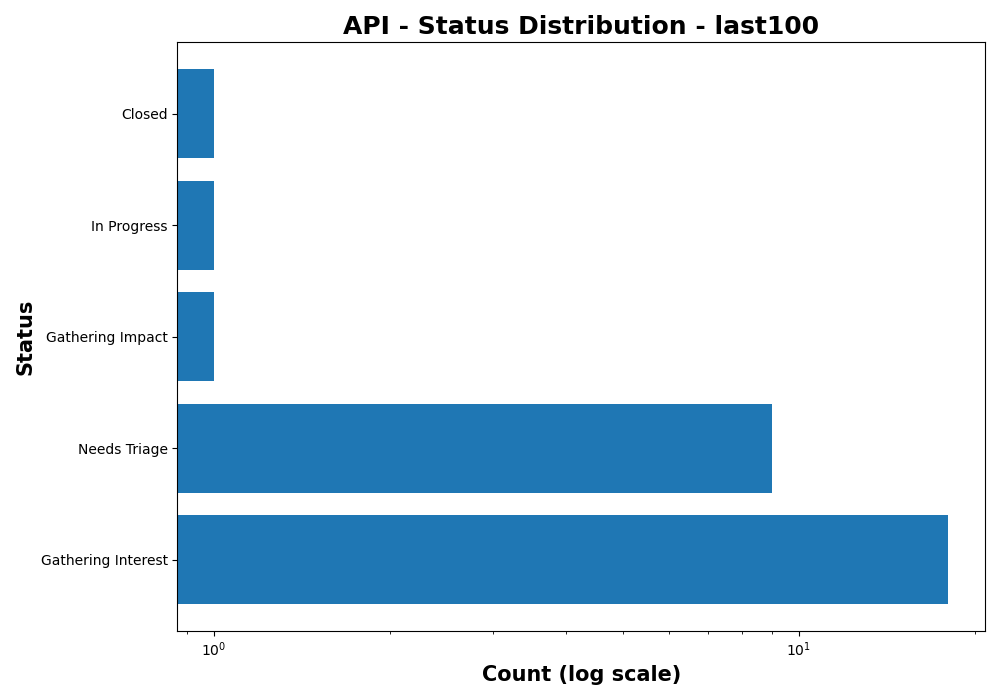 API - Status Distribution - last100
Closed
In Progress
Gathering Impact
Needs Triage
Gathering Interest
Status
10⁰
10¹
Count (log scale)